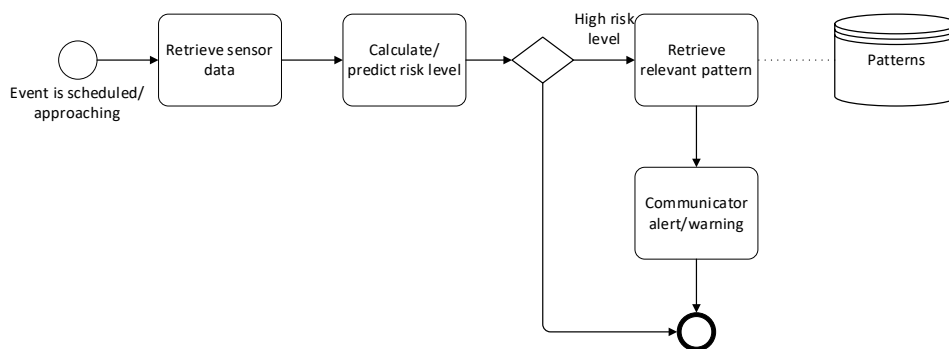 Event is scheduled/
approaching
Retrieve sensor
data
Calculate/
predict risk level
High risk
level
Retrieve
relevant pattern
Patterns
Communicator
alert/warning